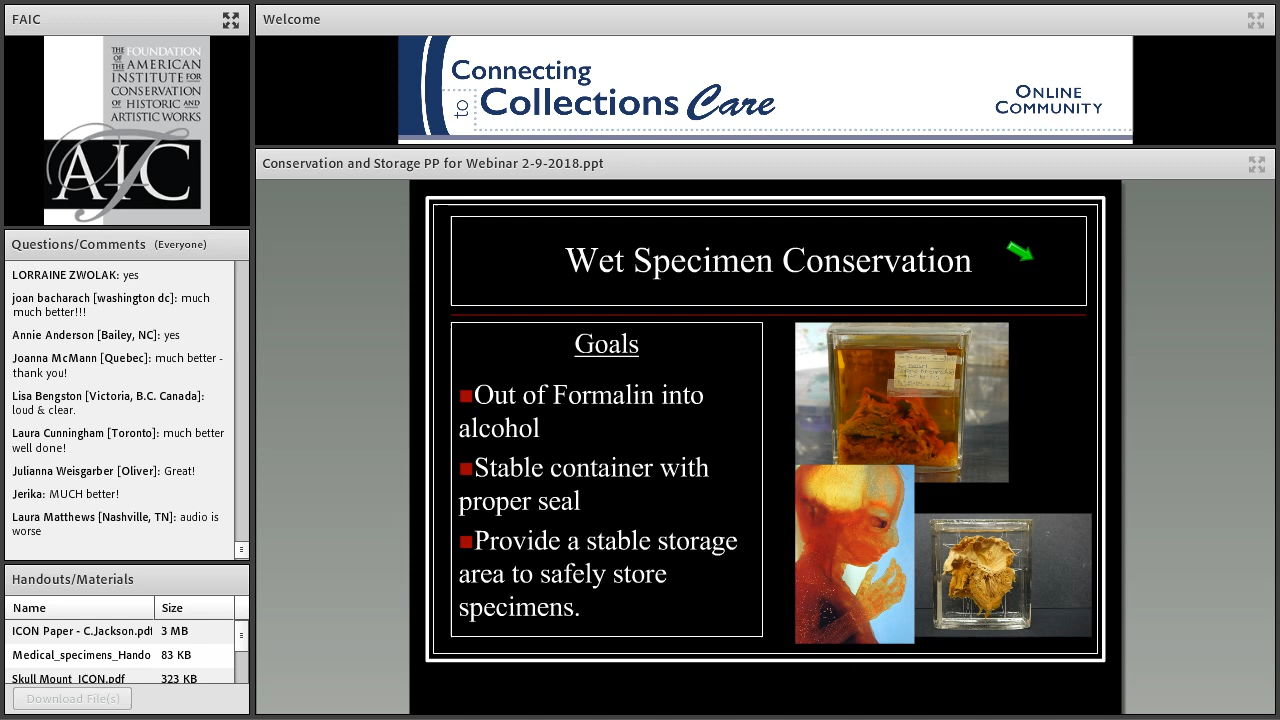 FAIC
THE FOUNDATION
OF THE AMERICAN
INSTITUTE FOR
CONSERVATION
OF HISTORIC AND
ARTISTIC WORKS
AIC
Welcome
Connecting
to Collections Care
ONLINE
COMMUNITY
Questions/Comments (Everyone)
LORRAINE ZWOLAK: yes
joan bacharach [washington dc]: much
much better!!!
Annie Anderson [Bailey, NC]: yes
Joanna McMann [Quebec]: much better -
thank you!
Lisa Bengston [Victoria, B.C. Canada]:
loud & clear.
Laura Cunningham [Toronto]: much better
well done!
Julianna Weisgarber [Oliver]: Great!
Jerika: MUCH better!
Laura Matthews [Nashville, TN]: audio is
worse
Handouts/Materials
Name Size
ICON Paper - C.Jackson.pdf 3 MB
Medical_specimens_Hando 83 KB
Skull Mount_ICON.pdf 323 KB
Download File(s)
Conservation and Storage PP for Webinar 2-9-2018.ppt
Wet Specimen Conservation
Goals
Out of Formalin into
alcohol
Stable container with
proper seal
Provide a stable storage
area to safely store
specimens.